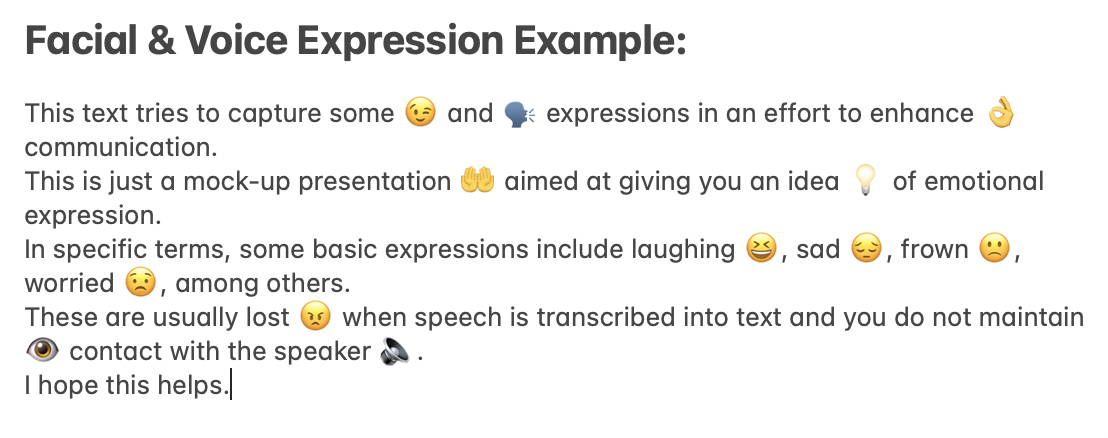 Facial & Voice Expression Example:
This text tries to capture some 😉 and 🗣️ expressions in an effort to enhance 👌
communication.
This is just a mock-up presentation 🤲 aimed at giving you an idea 💡 of emotional
expression.
In specific terms, some basic expressions include laughing 😆, sad 😔, frown 🙁,
worried 😟, among others.
These are usually lost 😠 when speech is transcribed into text and you do not maintain
👁️ contact with the speaker 🔈.
I hope this helps.